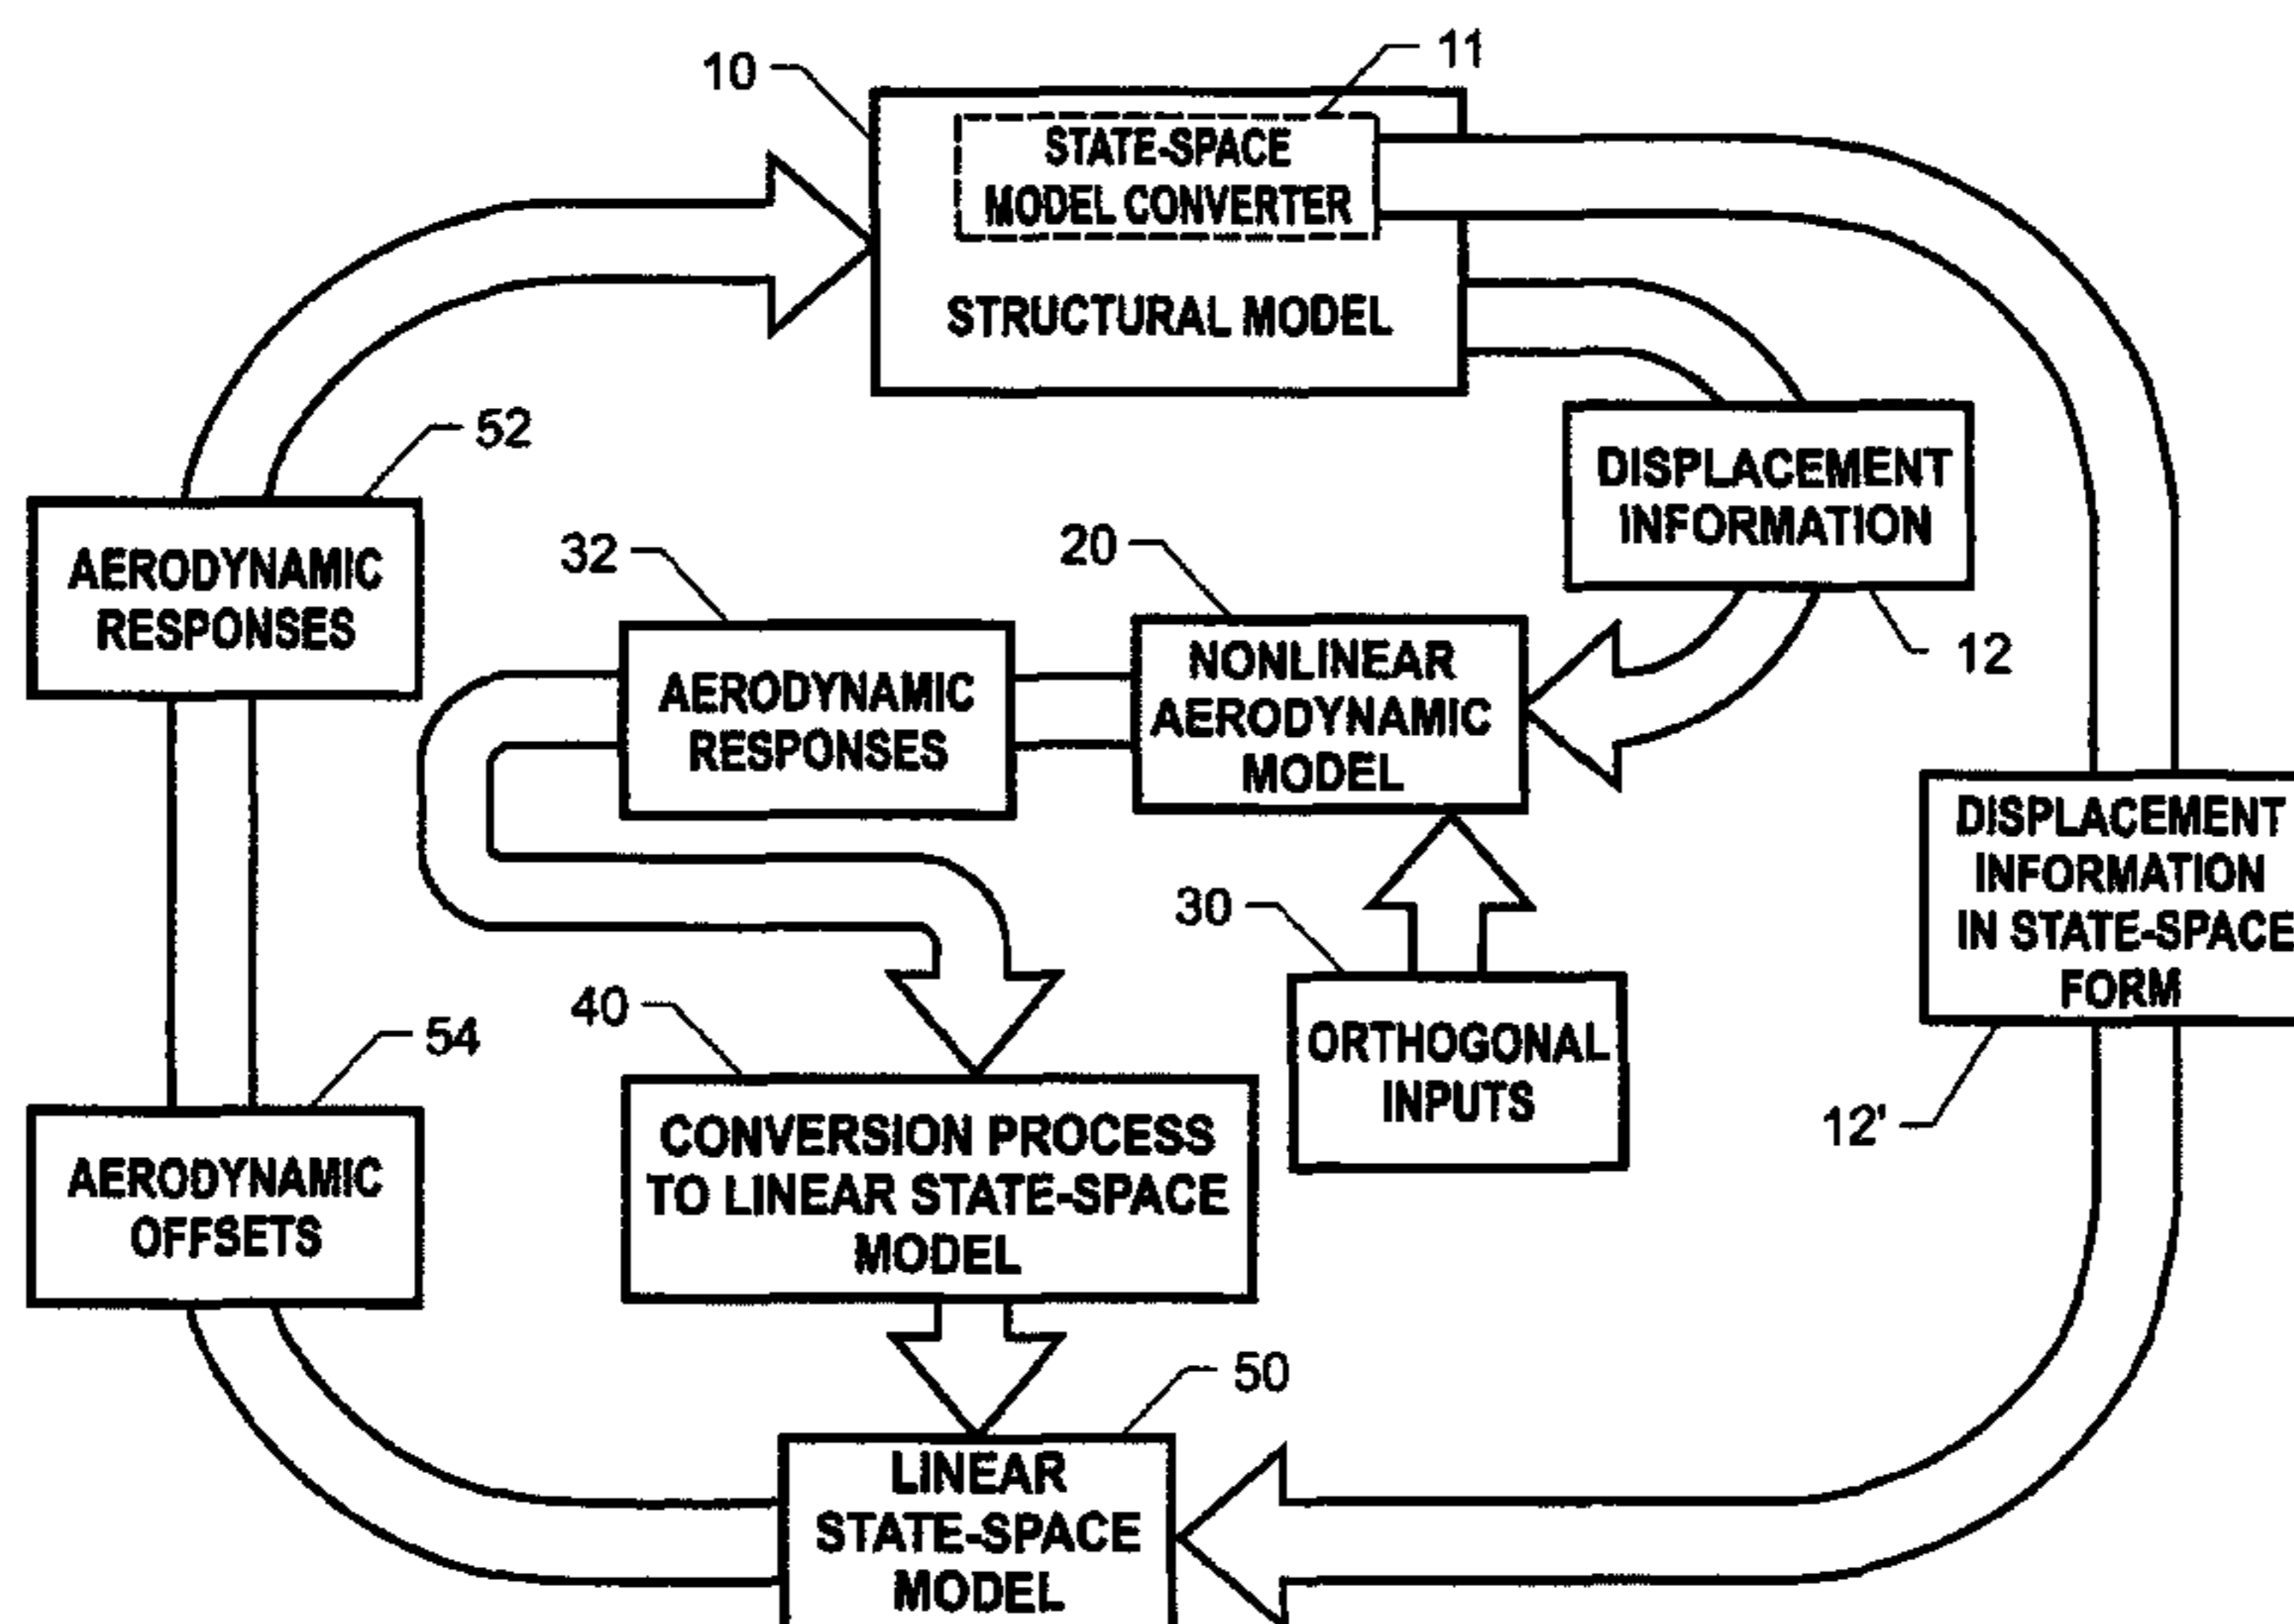 10
11
STATE-SPACE
MODEL CONVERTER
STRUCTURAL MODEL
52
DISPLACEMENT
INFORMATION
12
AERODYNAMIC
RESPONSES
32
AERODYNAMIC
RESPONSES
20
NONLINEAR
AERODYNAMIC
MODEL
DISPLACEMENT
INFORMATION
IN STATE-SPACE
FORM
12'
30
ORTHOGONAL
INPUTS
40
CONVERSION PROCESS
TO LINEAR STATE-SPACE
MODEL
54
AERODYNAMIC
OFFSETS
50
LINEAR
STATE-SPACE
MODEL